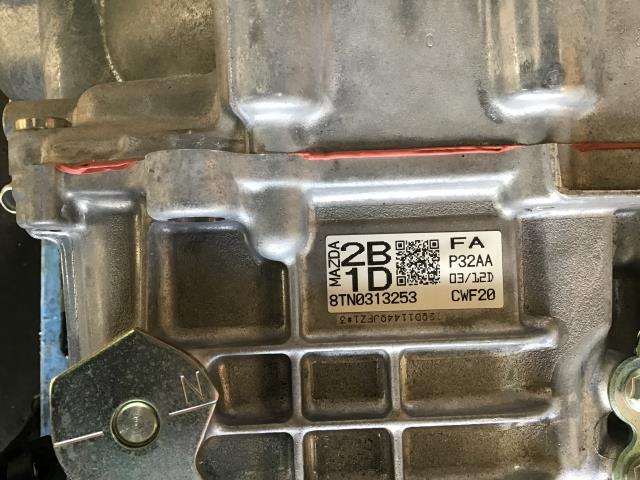 MAZDA
2B
1D
8TN0313253
FA
P32AA
03/12D
CWF20
N